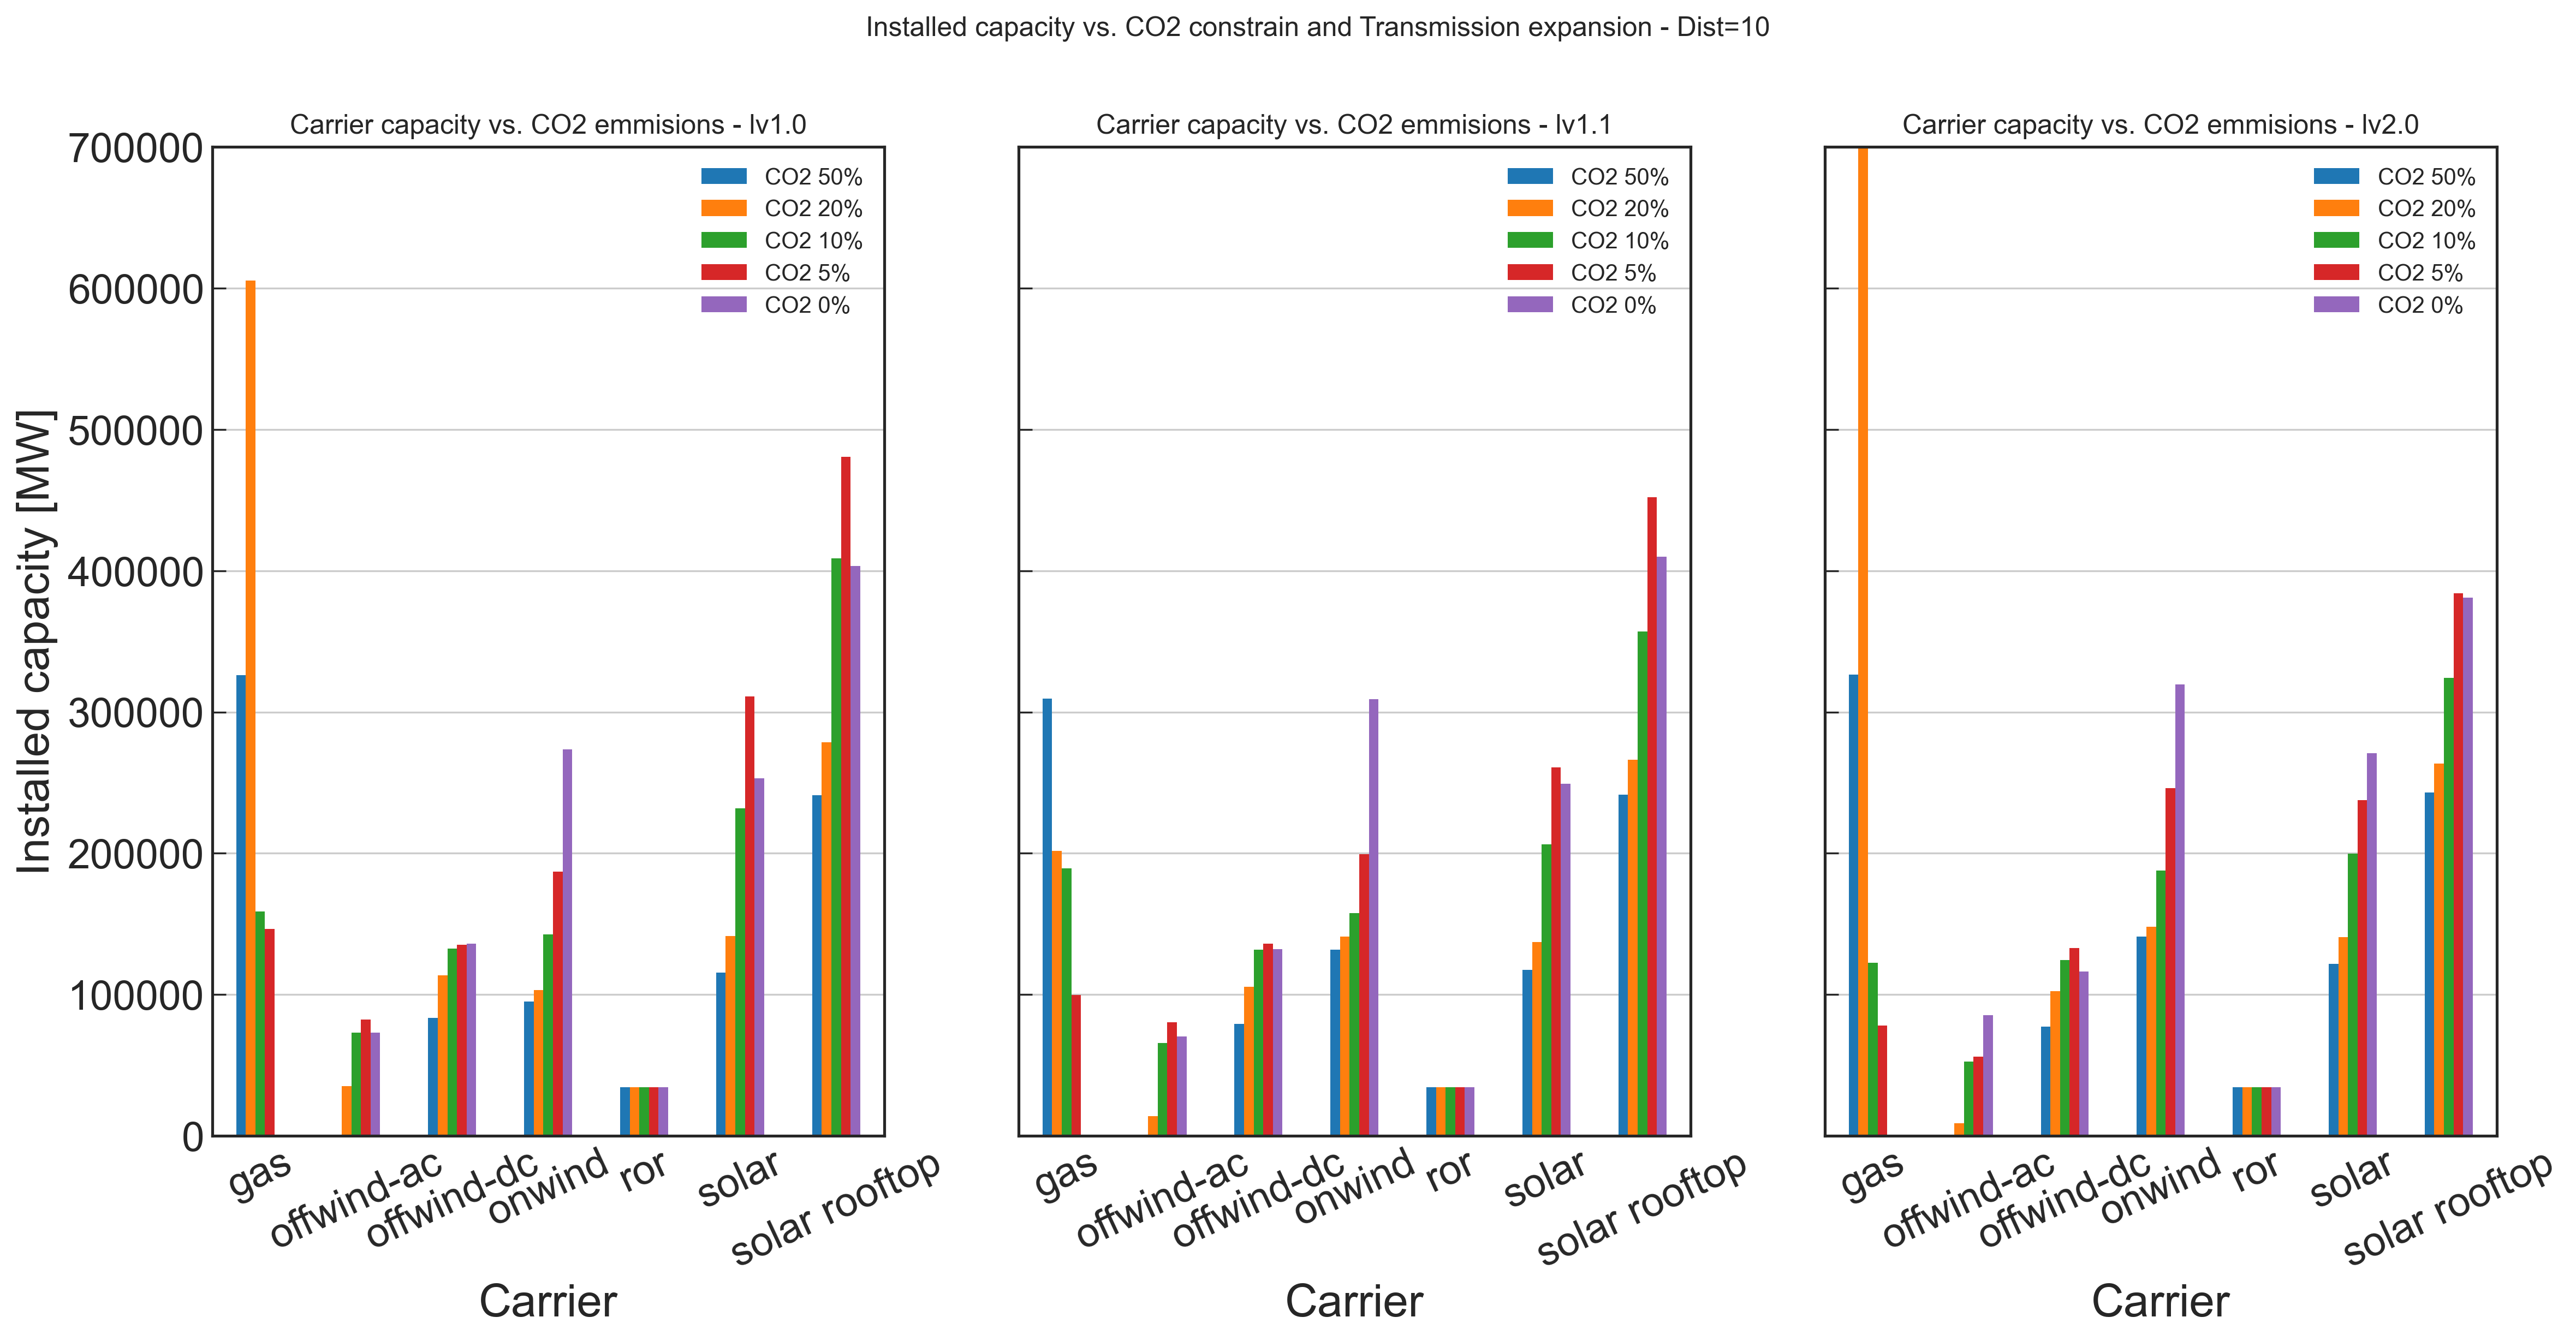 Installed capacity vs. CO2 constrain and Transmission expansion - Dist=10
Carrier capacity vs. CO2 emmisions - lv1.0
700000
600000
500000
400000
300000
200000
100000
0
Installed capacity [MW]
CO2 50%
CO2 20%
CO2 10%
CO2 5%
CO2 0%
gas
offwind-ac
offwind-dc
onwind
ror
solar
solar rooftop
Carrier
Carrier capacity vs. CO2 emmisions - lv1.1
CO2 50%
CO2 20%
CO2 10%
CO2 5%
CO2 0%
gas
offwind-ac
offwind-dc
onwind
ror
solar
solar rooftop
Carrier
Carrier capacity vs. CO2 emmisions - lv2.0
CO2 50%
CO2 20%
CO2 10%
CO2 5%
CO2 0%
gas
offwind-ac
offwind-dc
onwind
ror
solar
solar rooftop
Carrier